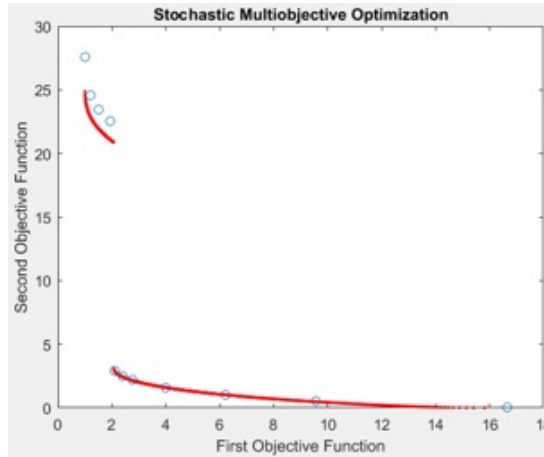 Stochastic Multiobjective Optimization
30
25
20
15
10
5
0
Second Objective Function
0 2 4 6 8 10 12 14 16 18
First Objective Function